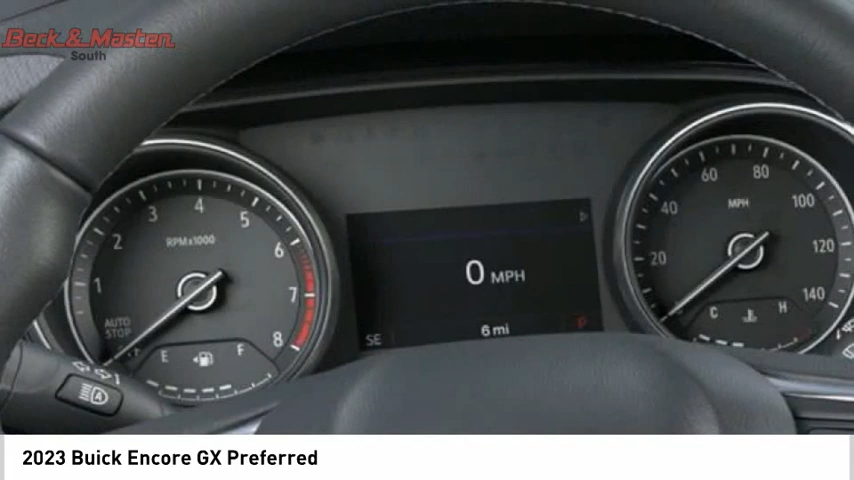 Beck & Masten
South
1 2 3 4 5 6 7 8
RPMx1000
AUTO
STOP
E F
0 MPH
SE 6 mi P
20 40 60 80 100 120 140
MPH
C H
A
2023 Buick Encore GX Preferred